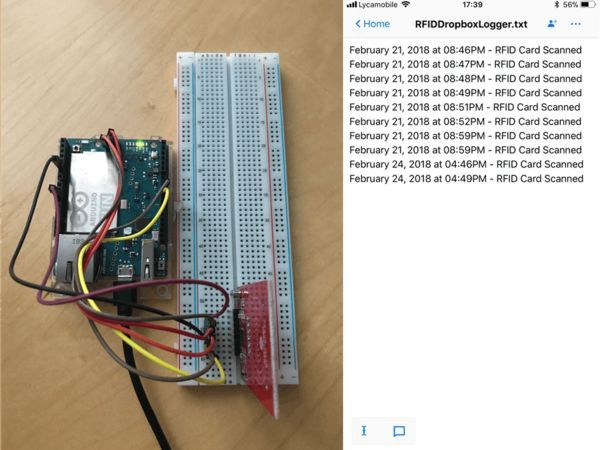 ARDUINO
Lycamobile
17:39
56%
Home
RFIDDropboxLogger.txt
February 21, 2018 at 08:46PM - RFID Card Scanned
February 21, 2018 at 08:47PM - RFID Card Scanned
February 21, 2018 at 08:48PM - RFID Card Scanned
February 21, 2018 at 08:49PM - RFID Card Scanned
February 21, 2018 at 08:51PM - RFID Card Scanned
February 21, 2018 at 08:52PM - RFID Card Scanned
February 21, 2018 at 08:59PM - RFID Card Scanned
February 21, 2018 at 08:59PM - RFID Card Scanned
February 24, 2018 at 04:46PM - RFID Card Scanned
February 24, 2018 at 04:49PM - RFID Card Scanned